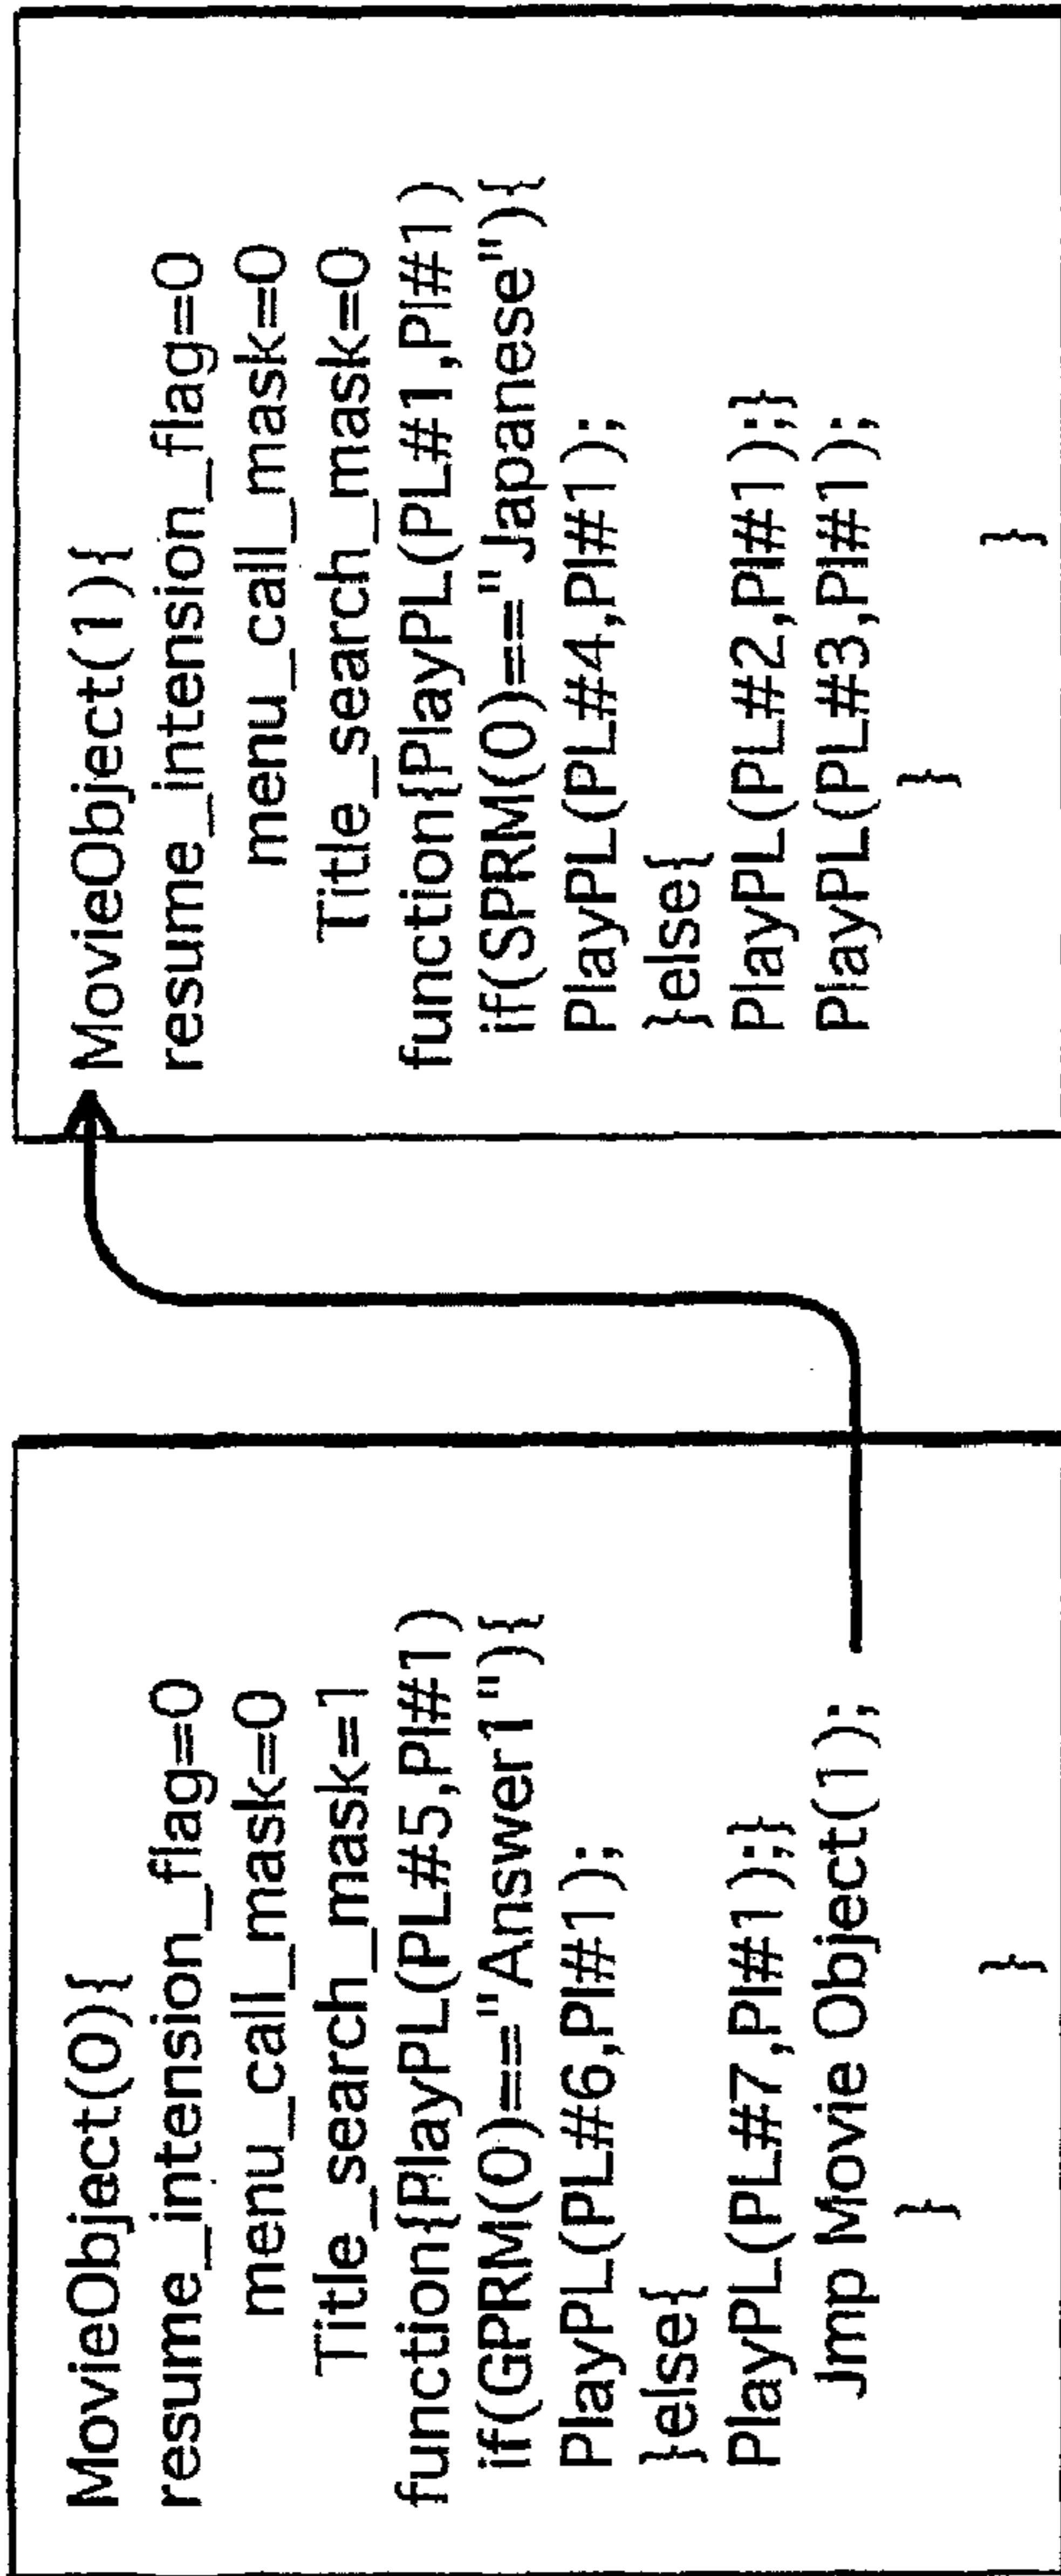 MovieObject(0){
resume_intension_flag=0
menu_call_mask=0
Title_search_mask=1
function{PlayPL(PL#5,PI#1)
if(GPRM(0)=="Answer1"){
PlayPL(PL#6,PI#1);
}else{
PlayPL(PL#7,PI#1);}
Jmp Movie Object(1);
}
}
MovieObject(1){
resume_intension_flag=0
menu_call_mask=0
Title_search_mask=0
function{PlayPL(PL#1,PI#1)
if(SPRM(0)=="Japanese"){
PlayPL(PL#4,PI#1);
}else{
PlayPL(PL#2,PI#1);}
PlayPL(PL#3,PI#1);
}
}